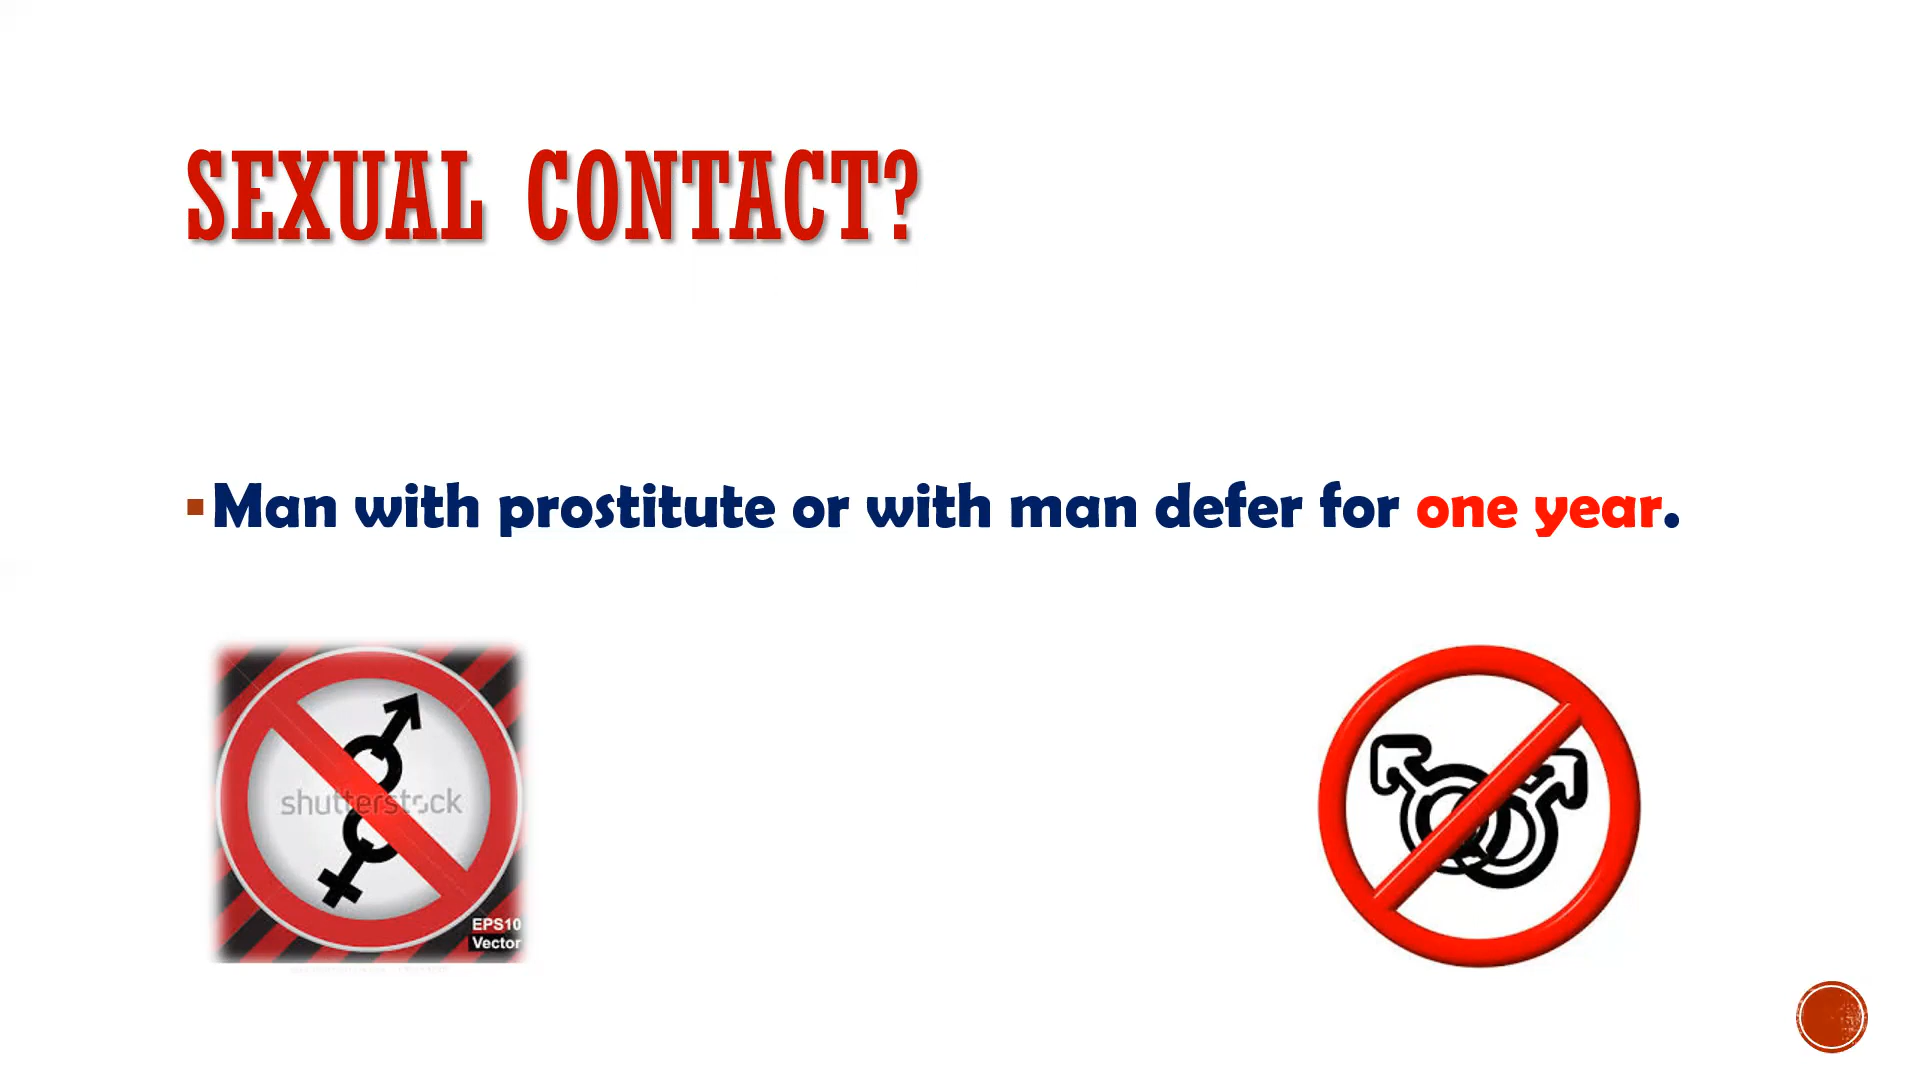 SEXUAL CONTACT?
Man with prostitute or with man defer for one year.
shutterstock
EPS10
Vector